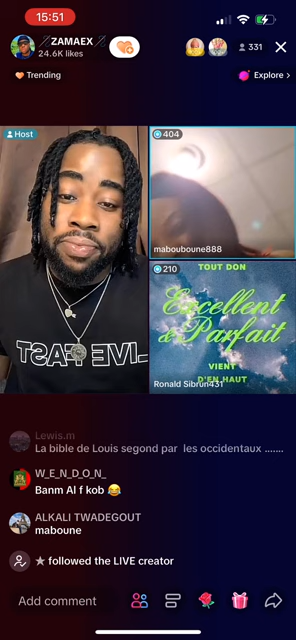 15:51
ZAMAEX
24.6K likes
331
Trending
Explore >
Host
404
mabouboune888
-IVE FAST
210
TOUT DON
Excellent
& Parfait
VIENT
D'EN HAUT
Ronald Sibrun431
Lewis.m
La bible de Louis segond par les occidentaux .......
W_E_N_D_O_N_
Banm Al f kob 😂
ALKALI TWADEGOUT
maboune
followed the LIVE creator
Add comment